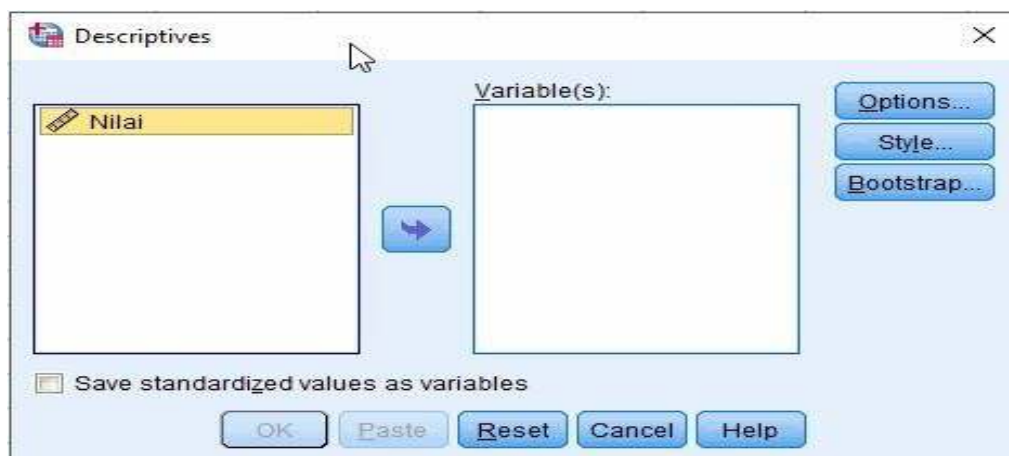 Descriptives
Variable(s):
Nilai
Options...
Style...
Bootstrap...
Save standardized values as variables
OK Paste Reset Cancel Help